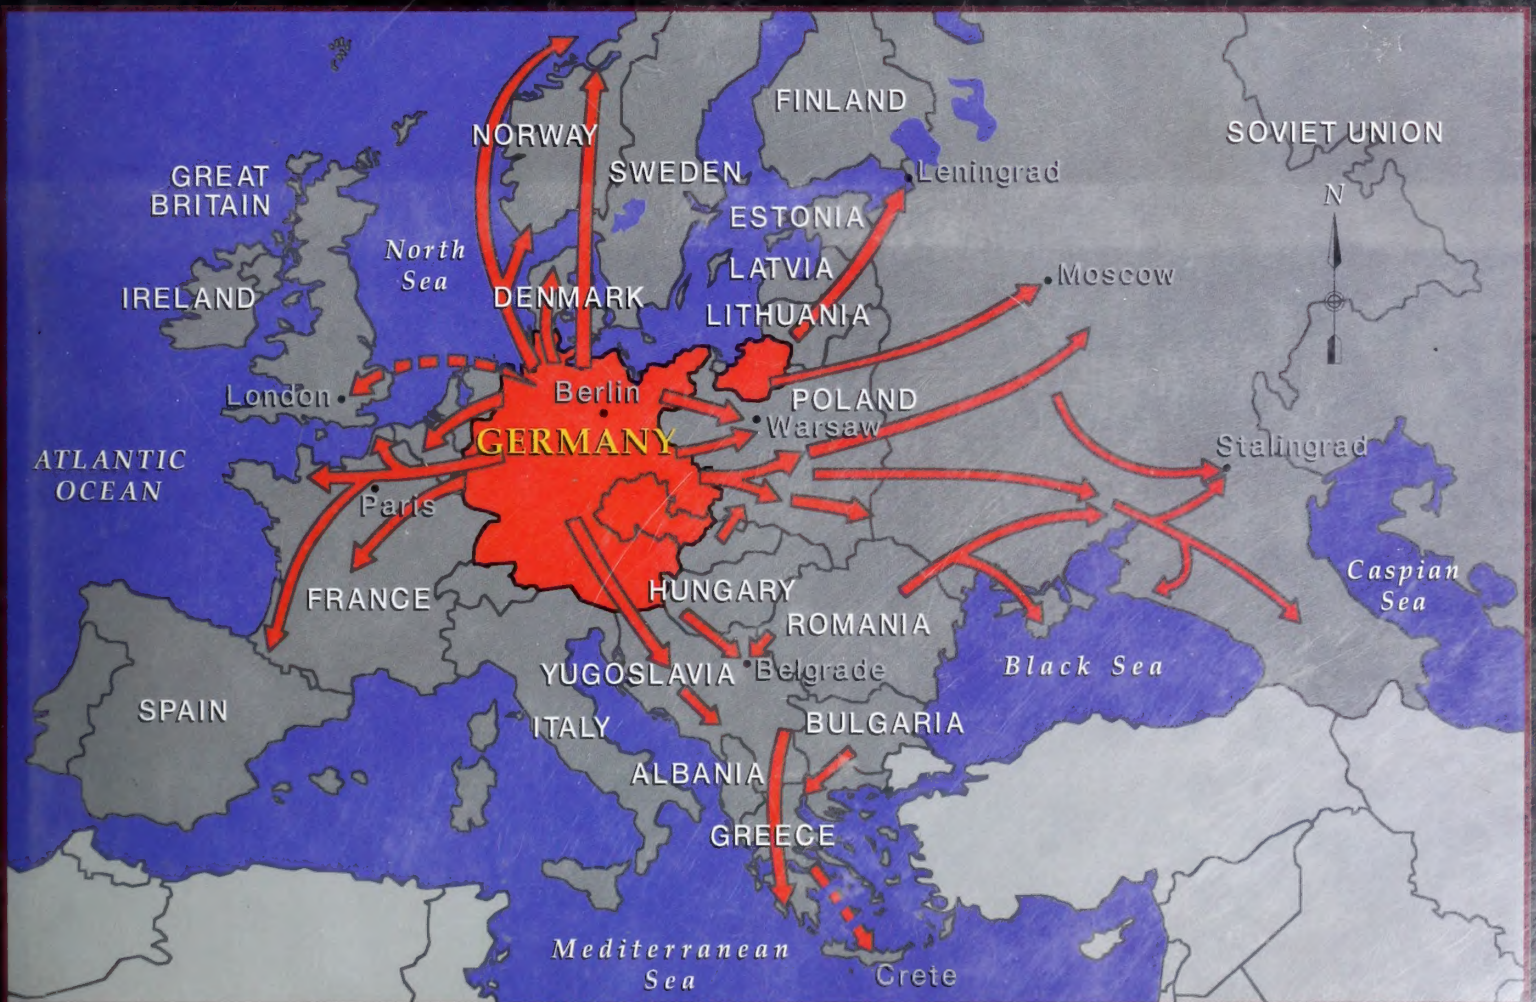 FINLAND
NORWAY
SOVIET UNION
GREAT
BRITAIN
SWEDEN
Leningrad
N
ESTONIA
North
Sea
LATVIA
Moscow
IRELAND
DENMARK
LITHUANIA
London
Berlin
POLAND
Warsaw
GERMANY
Stalingrad
ATLANTIC
OCEAN
Paris
Caspian
Sea
FRANCE
HUNGARY
ROMANIA
Black Sea
YUGOSLAVIA
Belgrade
SPAIN
ITALY
BULGARIA
ALBANIA
GREECE
Mediterranean
Sea
Crete